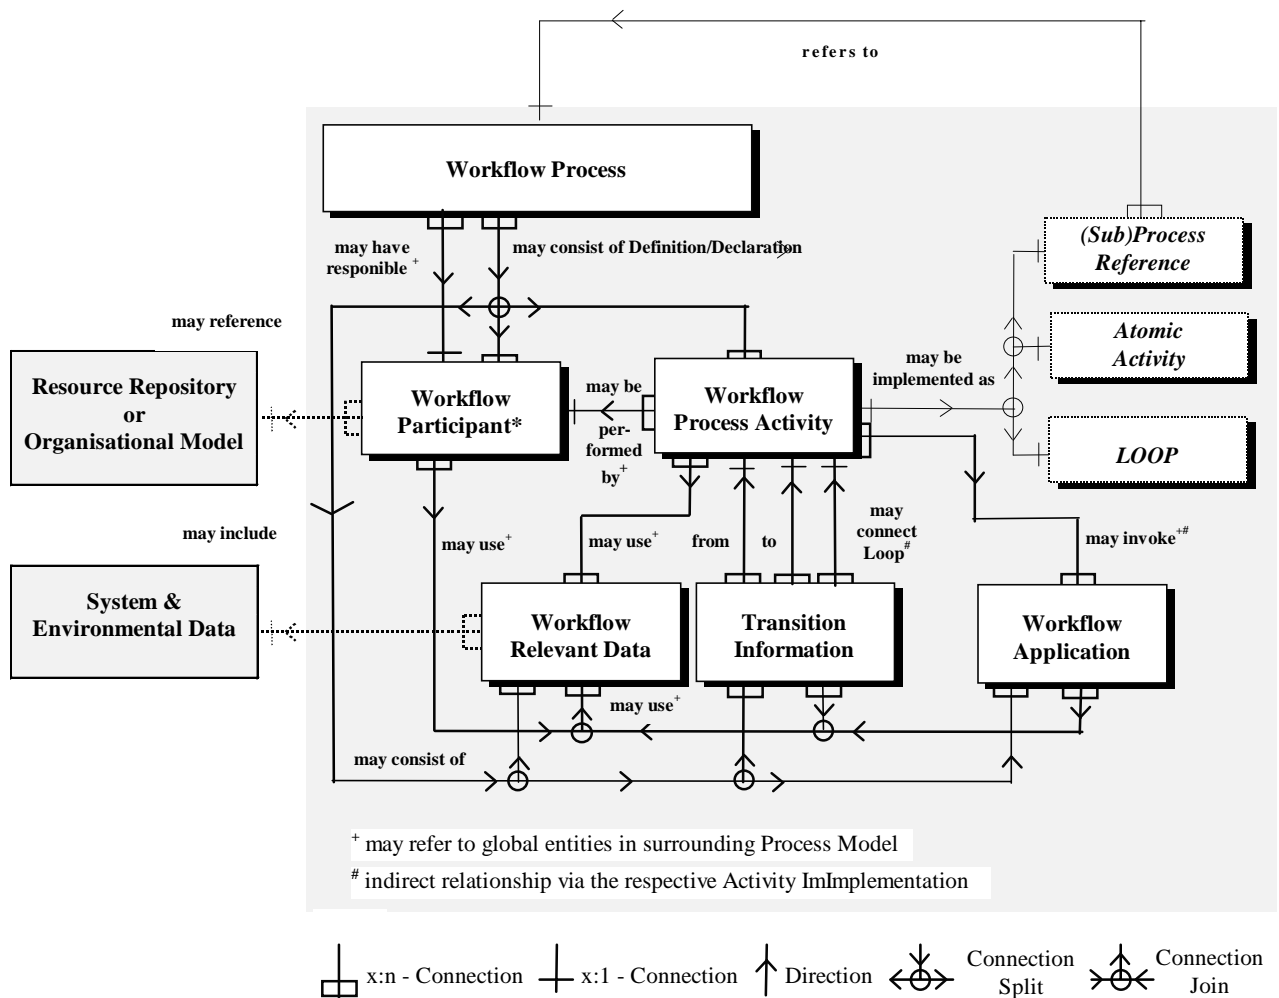 refers to
Workflow Process
may have
responible +
may consist of Definition/Declaration
(Sub)Process
Reference
may reference
Atomic
Activity
Resource Repository
or
Organisational Model
Workflow
Participant*
may be
per-
formed
by+
Workflow
Process Activity
may be
implemented as
LOOP
may include
may use+
may use+
from
to
may
connect
Loop#
may invoke+#
System &
Environmental Data
Workflow
Relevant Data
Transition
Information
Workflow
Application
may use+
may consist of
+ may refer to global entities in surrounding Process Model
# indirect relationship via the respective Activity ImImplementation
x:n - Connection
x:1 - Connection
Direction
Connection
Split
Connection
Join